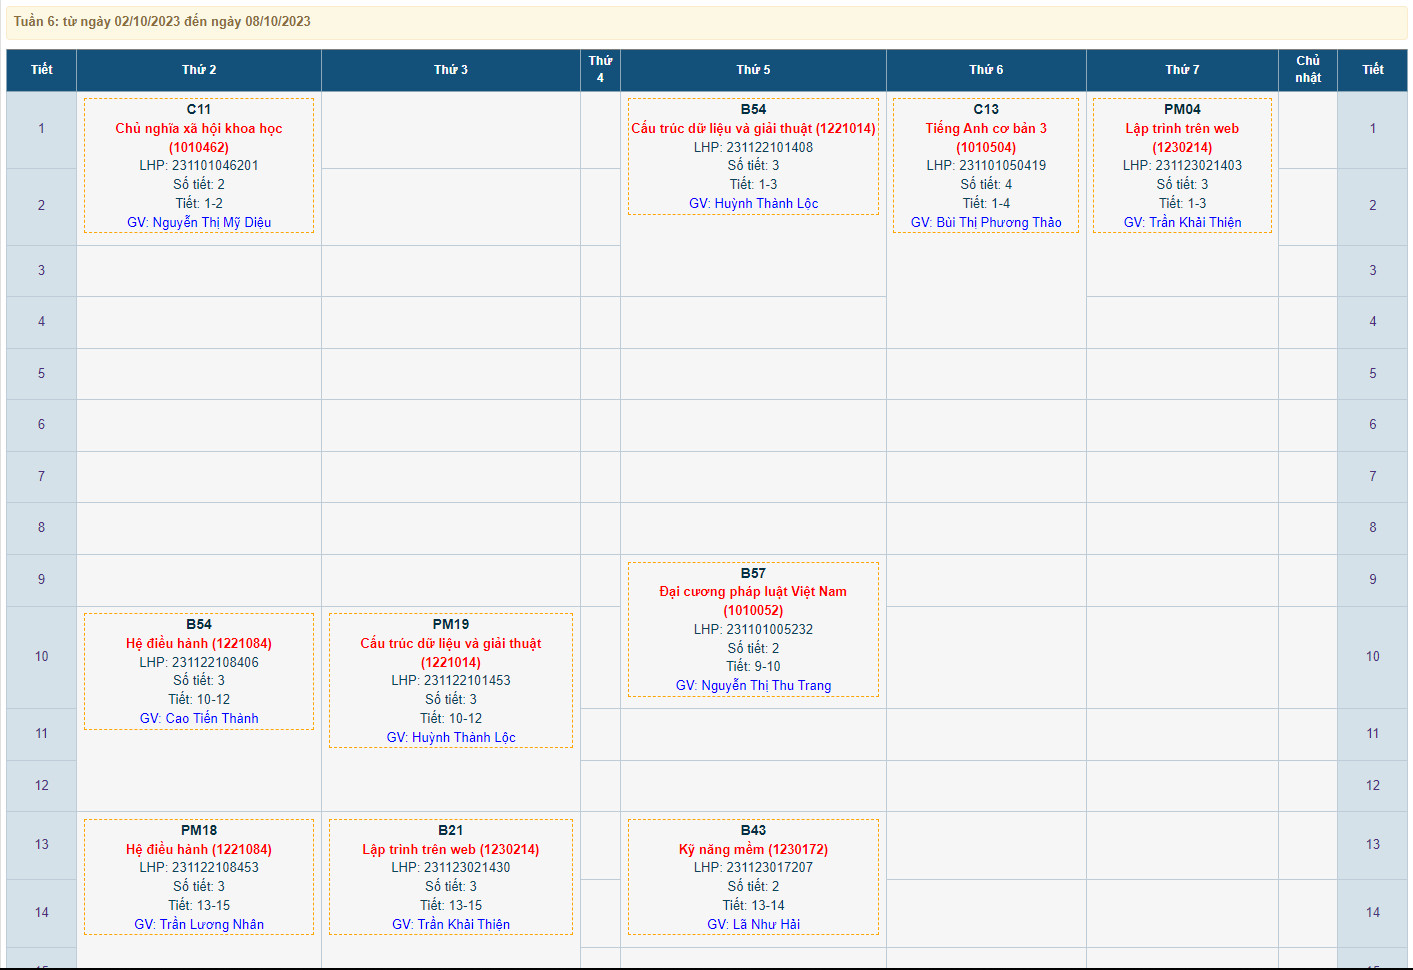 Tuần 6: từ ngày 02/10/2023 đến ngày 08/10/2023
Tiết
Thứ 2
Thứ 3
Thứ
4
Thứ 5
Thứ 6
Thứ 7
Chủ
nhật
Tiết
1
C11
Chủ nghĩa xã hội khoa học
(1010462)
LHP: 231101046201
Số tiết: 2
Tiết: 1-2
GV: Nguyễn Thị Mỹ Diệu
B54
Cấu trúc dữ liệu và giải thuật (1221014)
LHP: 231122101408
Số tiết: 3
Tiết: 1-3
GV: Huỳnh Thành Lộc
C13
Tiếng Anh cơ bản 3
(1010504)
LHP: 231101050419
Số tiết: 4
Tiết: 1-4
GV: Bùi Thị Phương Thảo
PM04
Lập trình trên web
(1230214)
LHP: 231123021403
Số tiết: 3
Tiết: 1-3
GV: Trần Khải Thiện
1
2
2
3
3
4
4
5
5
6
6
7
7
8
8
9
B57
Đại cương pháp luật Việt Nam
(1010052)
LHP: 231101005232
Số tiết: 2
Tiết: 9-10
GV: Nguyễn Thị Thu Trang
9
10
B54
Hệ điều hành (1221084)
LHP: 231122108406
Số tiết: 3
Tiết: 10-12
GV: Cao Tiến Thành
PM19
Cấu trúc dữ liệu và giải thuật
(1221014)
LHP: 231122101453
Số tiết: 3
Tiết: 10-12
GV: Huỳnh Thành Lộc
10
11
11
12
12
13
PM18
Hệ điều hành (1221084)
LHP: 231122108453
Số tiết: 3
Tiết: 13-15
GV: Trần Lương Nhân
B21
Lập trình trên web (1230214)
LHP: 231123021430
Số tiết: 3
Tiết: 13-15
GV: Trần Khải Thiện
B43
Kỹ năng mềm (1230172)
LHP: 231123017207
Số tiết: 2
Tiết: 13-14
GV: Lã Như Hải
13
14
14